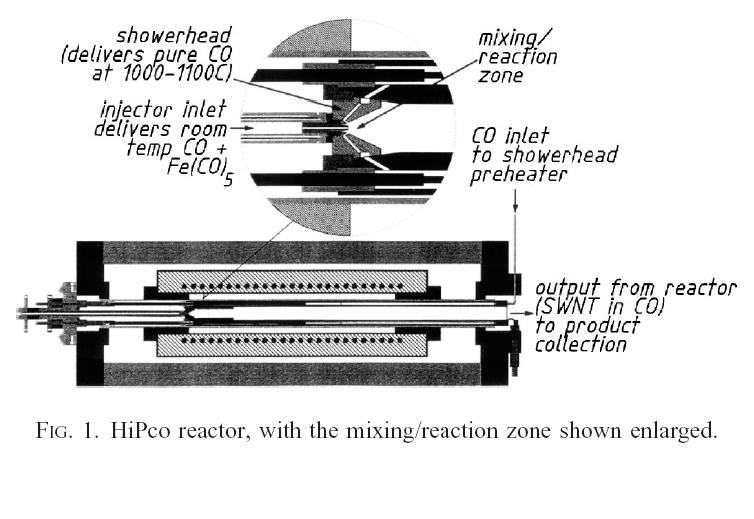 showerhead
(delivers pure CO
at 1000-1100C)
injector inlet
delivers room
temp CO +
Fe(CO)5
mixing/
reaction
zone
CO inlet
to showerhead
preheater
output from reactor
(SWNT in CO)
to product
collection
FIG. 1. HiPco reactor, with the mixing/reaction zone shown enlarged.